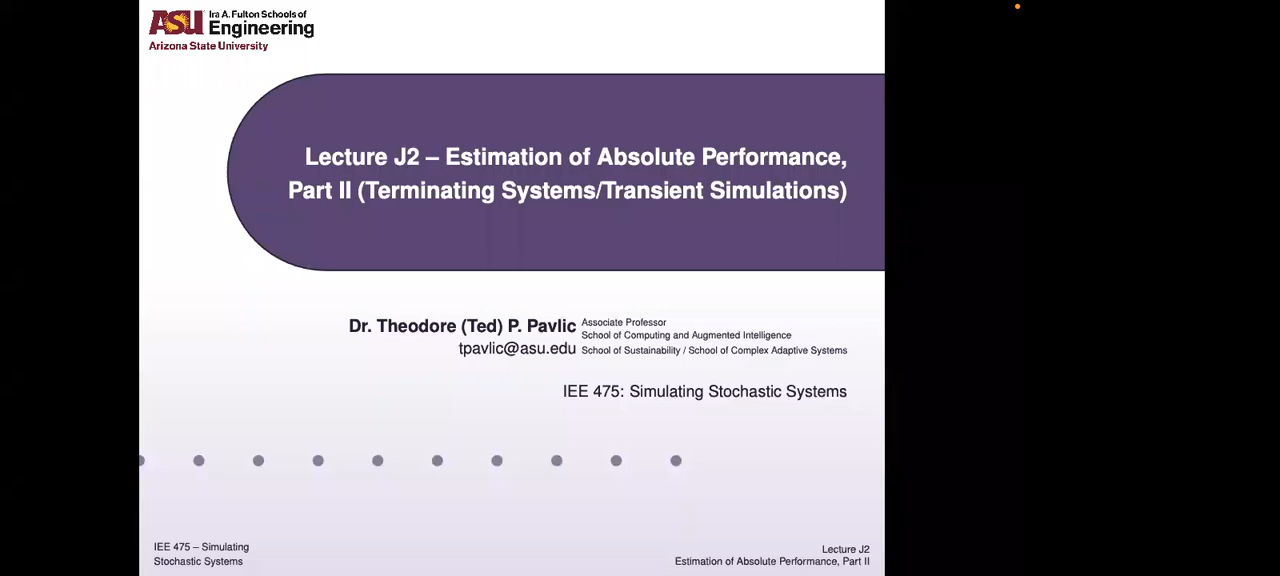 ASU Ira A. Fulton Schools of
Engineering
Arizona State University
Lecture J2 – Estimation of Absolute Performance,
Part II (Terminating Systems/Transient Simulations)
Dr. Theodore (Ted) P. Pavlic Associate Professor
School of Computing and Augmented Intelligence
tpavlic@asu.edu School of Sustainability / School of Complex Adaptive Systems
IEE 475: Simulating Stochastic Systems
IEE 475 – Simulating
Stochastic Systems
Lecture J2
Estimation of Absolute Performance, Part II